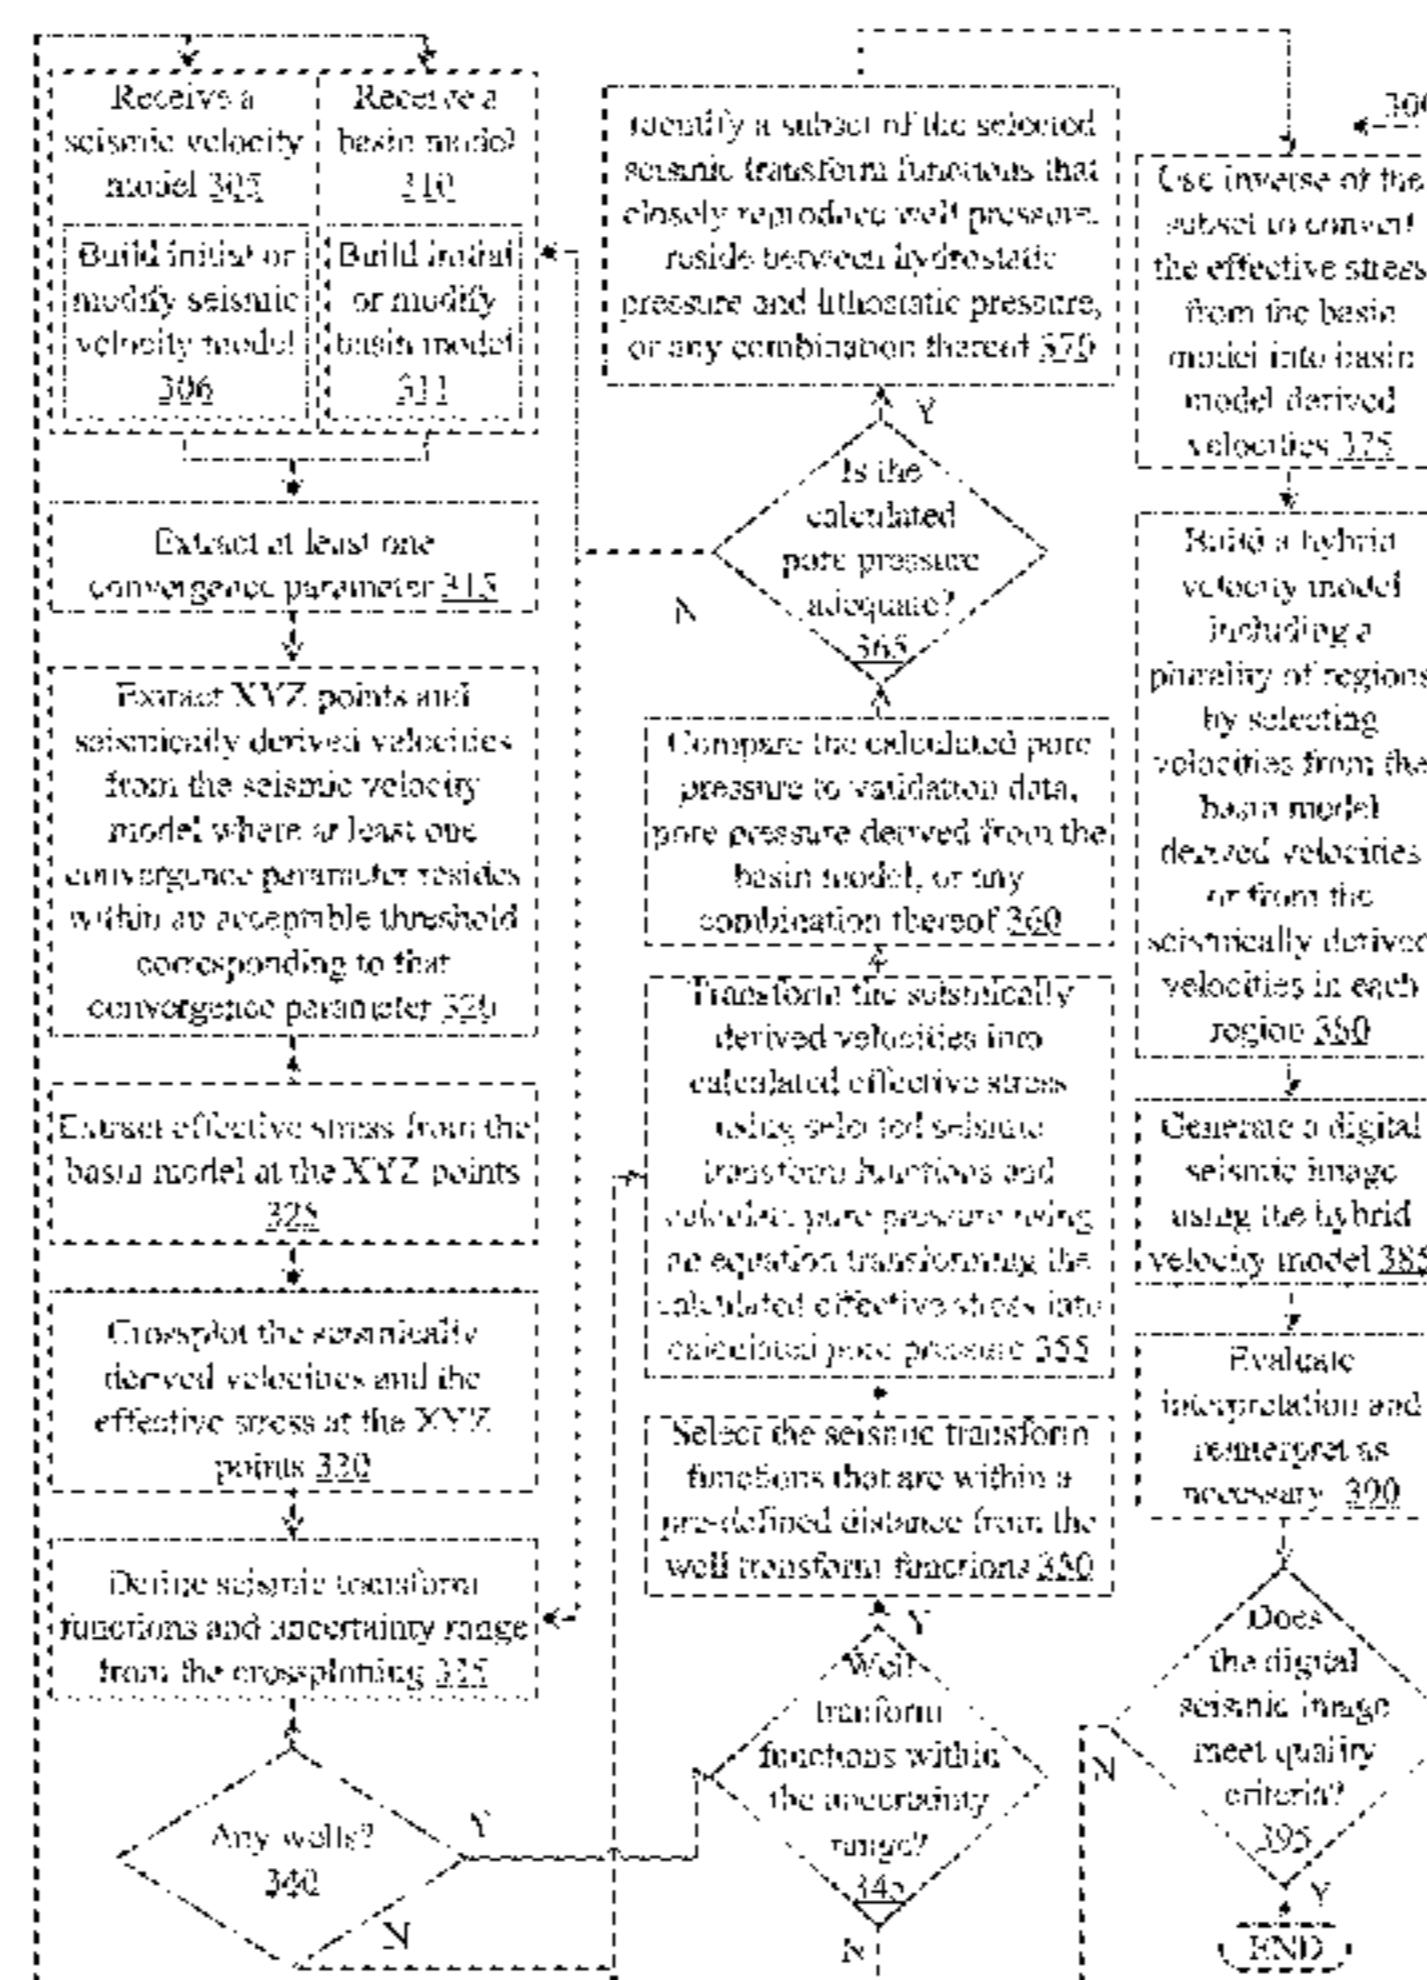 Receive a
seismic velocity
model 305
Build initial or
modify seismic
velocity model
306
Receive a
basin model
310
Build initial
or modify
basin model
311
Extract at least one
convergence parameter 315
Extract XYZ points and
seismically derived velocities
from the seismic velocity
model where at least one
convergence parameter resides
within an acceptable threshold
corresponding to that
convergence parameter 320
Extract effective stress from the
basin model at the XYZ points
325
Crossplot the seismically
derived velocities and the
effective stress at the XYZ
points 330
Define seismic transform
functions and uncertainty range
from the crossplotting 335
Any wells?
340
Y
N
Well
tranform
functions within
the uncertainty
range?
345
Y
N
Select the seismic transform
functions that are within a
pre-defined distance from the
well transform functions 350
Transform the seismically
derived velocities into
calculated effective stress
using selected seismic
transform functions and
calculate pore pressure using
an equation transforming the
calculated effective stress into
calculated pore pressure 355
Compare the calculated pore
pressure to validation data,
pore pressure derived from the
basin model, or any
combination thereof 360
Is the
calculated
pore pressure
adequate?
365
N
Y
Identify a subset of the selected
seismic transform functions that
closely reproduce well pressure,
reside between hydrostatic
pressure and lithostatic pressure,
or any combination thereof 370
300
Use inverse of the
subset to convert
the effective stress
from the basin
model into basin
model derived
velocities 375
Build a hybrid
velocity model
including a
plurality of regions
by selecting
velocities from the
basin model
derived velocities
or from the
seismically derived
velocities in each
region 380
Generate a digital
seismic image
using the hybrid
velocity model 385
Evaluate
interpretation and
reinterpret as
necessary 390
Does
the digital
seismic image
meet quality
criteria?
395
N
Y
END